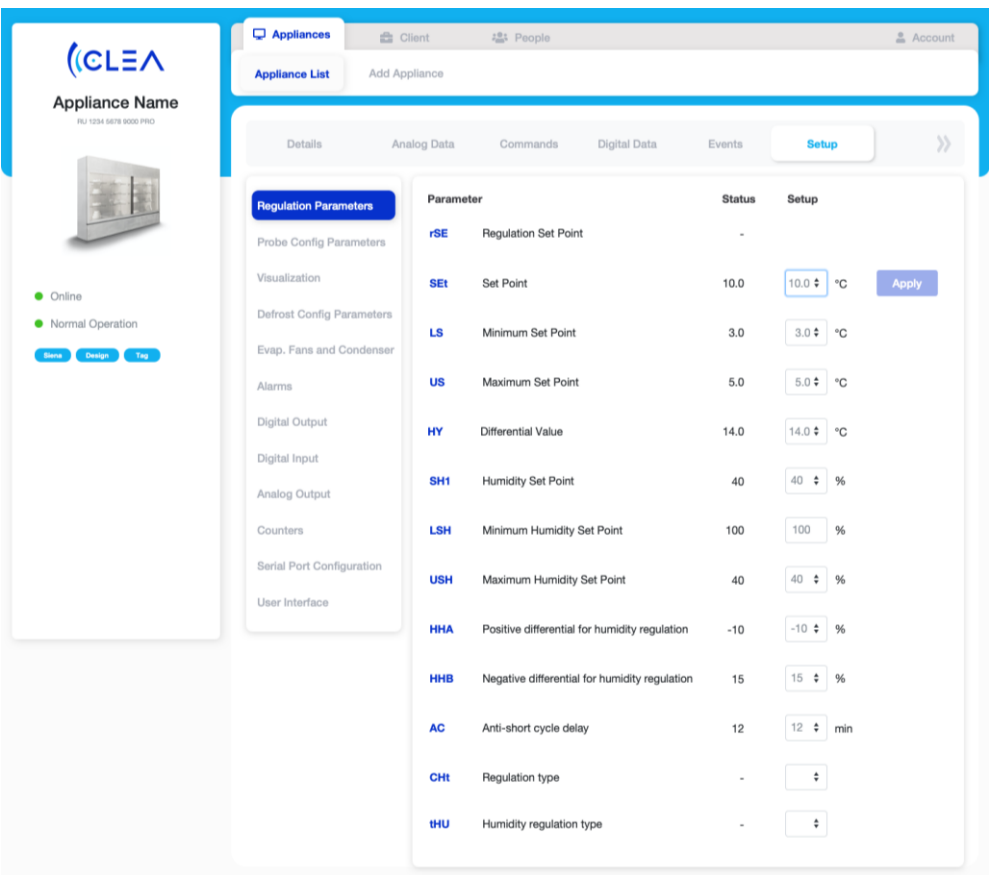 CLEA
Appliance Name
RU 1234 5678 9000 PRO
Online
Normal Operation
Siena Design Tag
Appliances Client People Account
Appliance List Add Appliance
Details Analog Data Commands Digital Data Events Setup
Regulation Parameters
Probe Config Parameters
Visualization
Defrost Config Parameters
Evap. Fans and Condenser
Alarms
Digital Output
Digital Input
Analog Output
Counters
Serial Port Configuration
User Interface
Parameter Status Setup
rSE Regulation Set Point -
SEt Set Point 10.0 10.0 °C Apply
LS Minimum Set Point 3.0 3.0 °C
US Maximum Set Point 5.0 5.0 °C
HY Differential Value 14.0 14.0 °C
SH1 Humidity Set Point 40 40 %
LSH Minimum Humidity Set Point 100 100 %
USH Maximum Humidity Set Point 40 40 %
HHA Positive differential for humidity regulation -10 -10 %
HHB Negative differential for humidity regulation 15 15 %
AC Anti-short cycle delay 12 12 min
CHt Regulation type -
tHU Humidity regulation type -